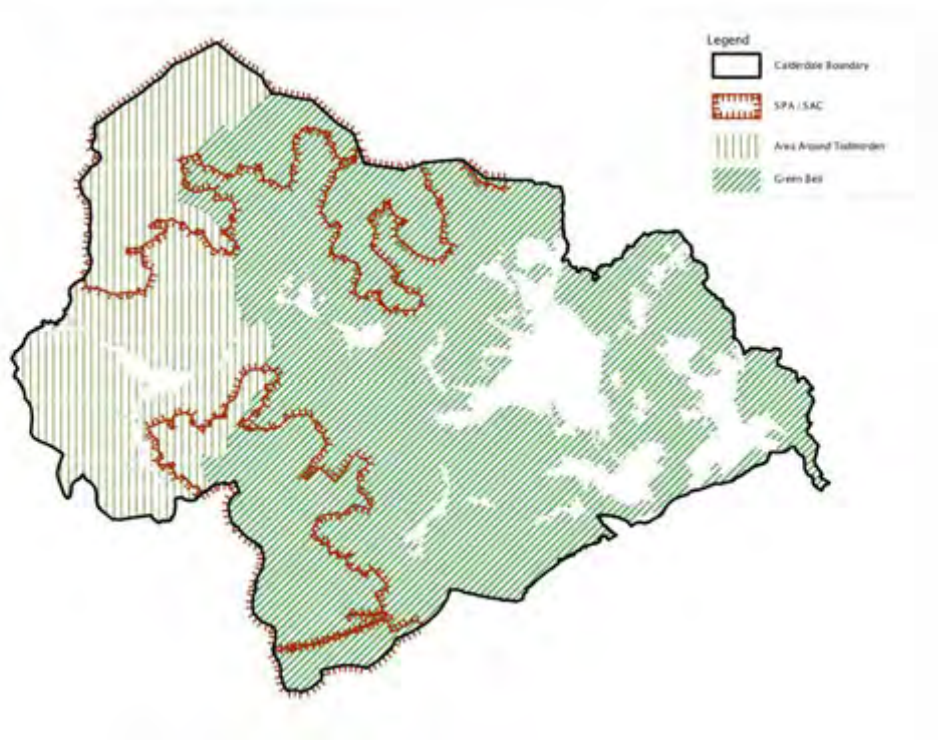 Legend
Calderdale Boundary
SPA / SAC
Area Around Todmorden
Green Belt